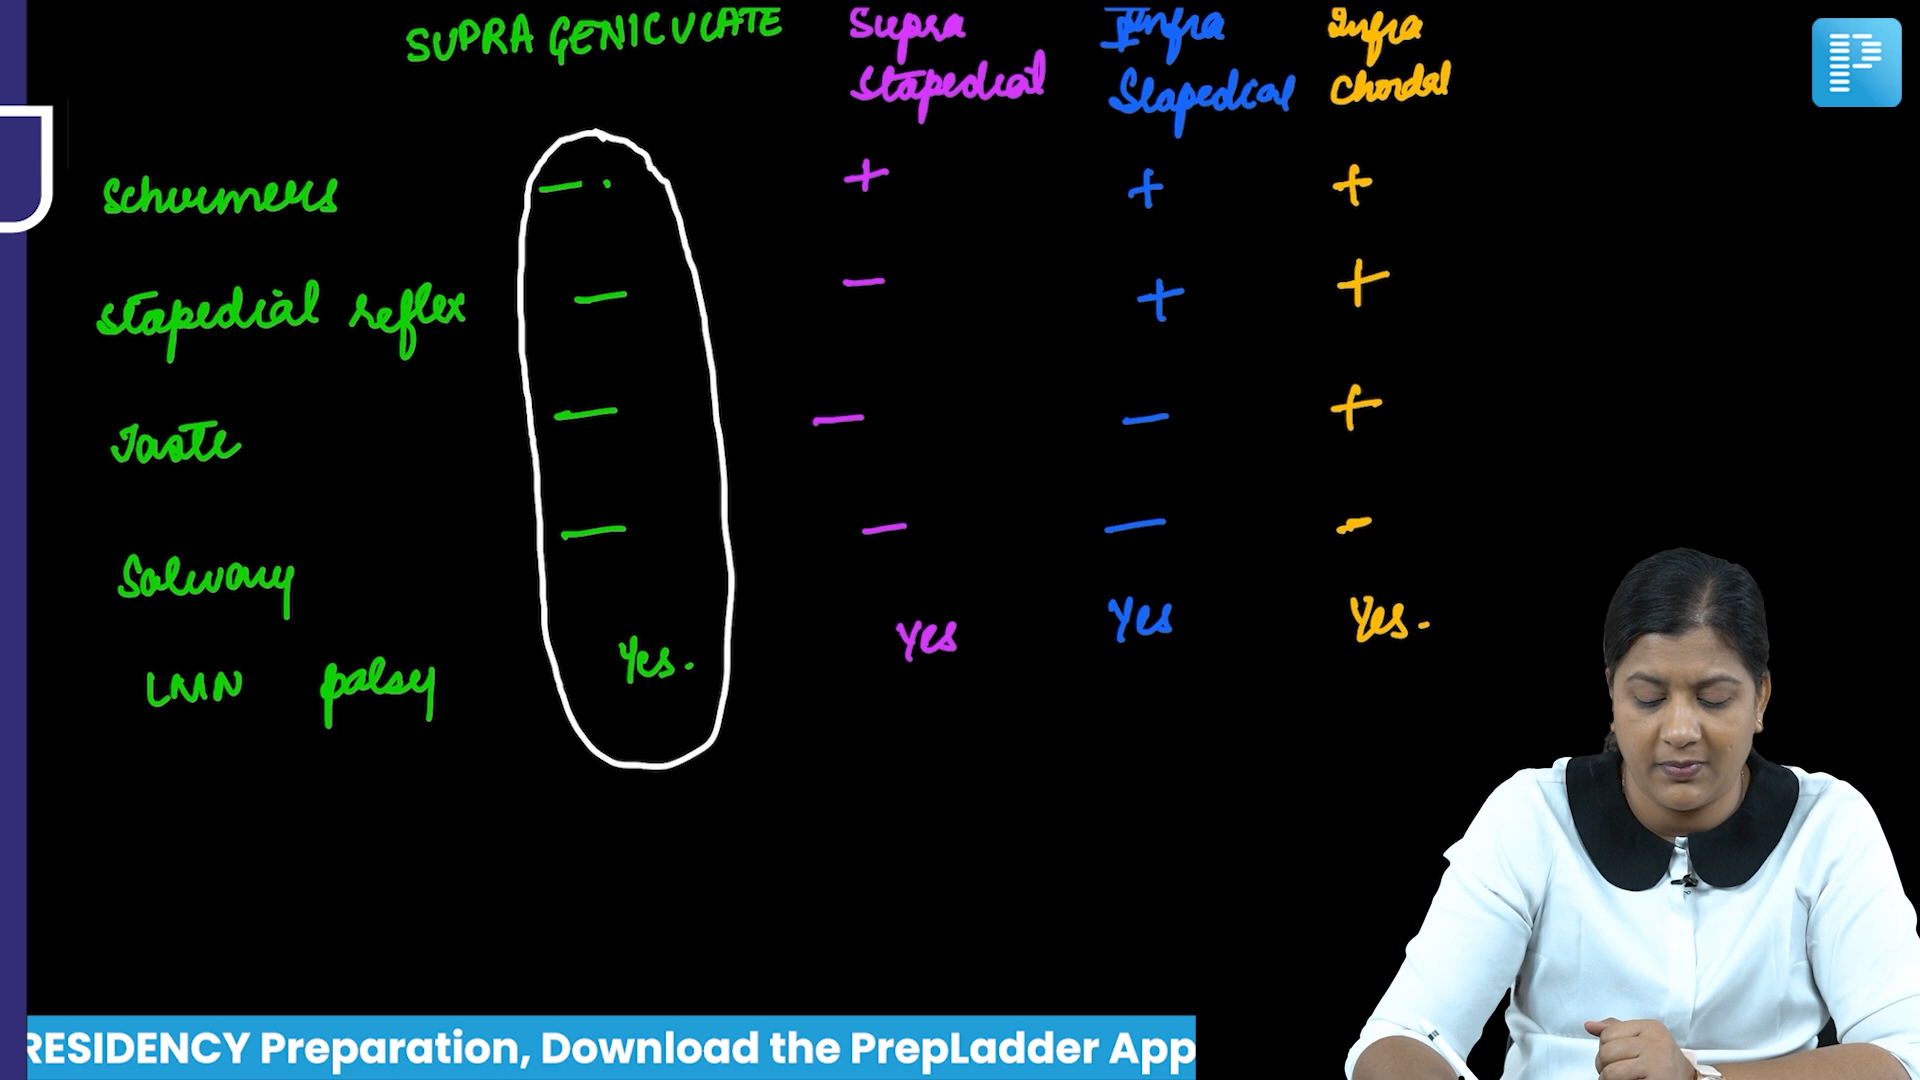 SUPRA GENICULATE Supra Infra Infra
Stapedial Stapedial Chordal
Schirmers — . + + +
Stapedial reflex — — + +
Taste — — — +
Salivary — — — -
LMN palsy Yes. Yes Yes Yes.
RESIDENCY Preparation, Download the PrepLadder App